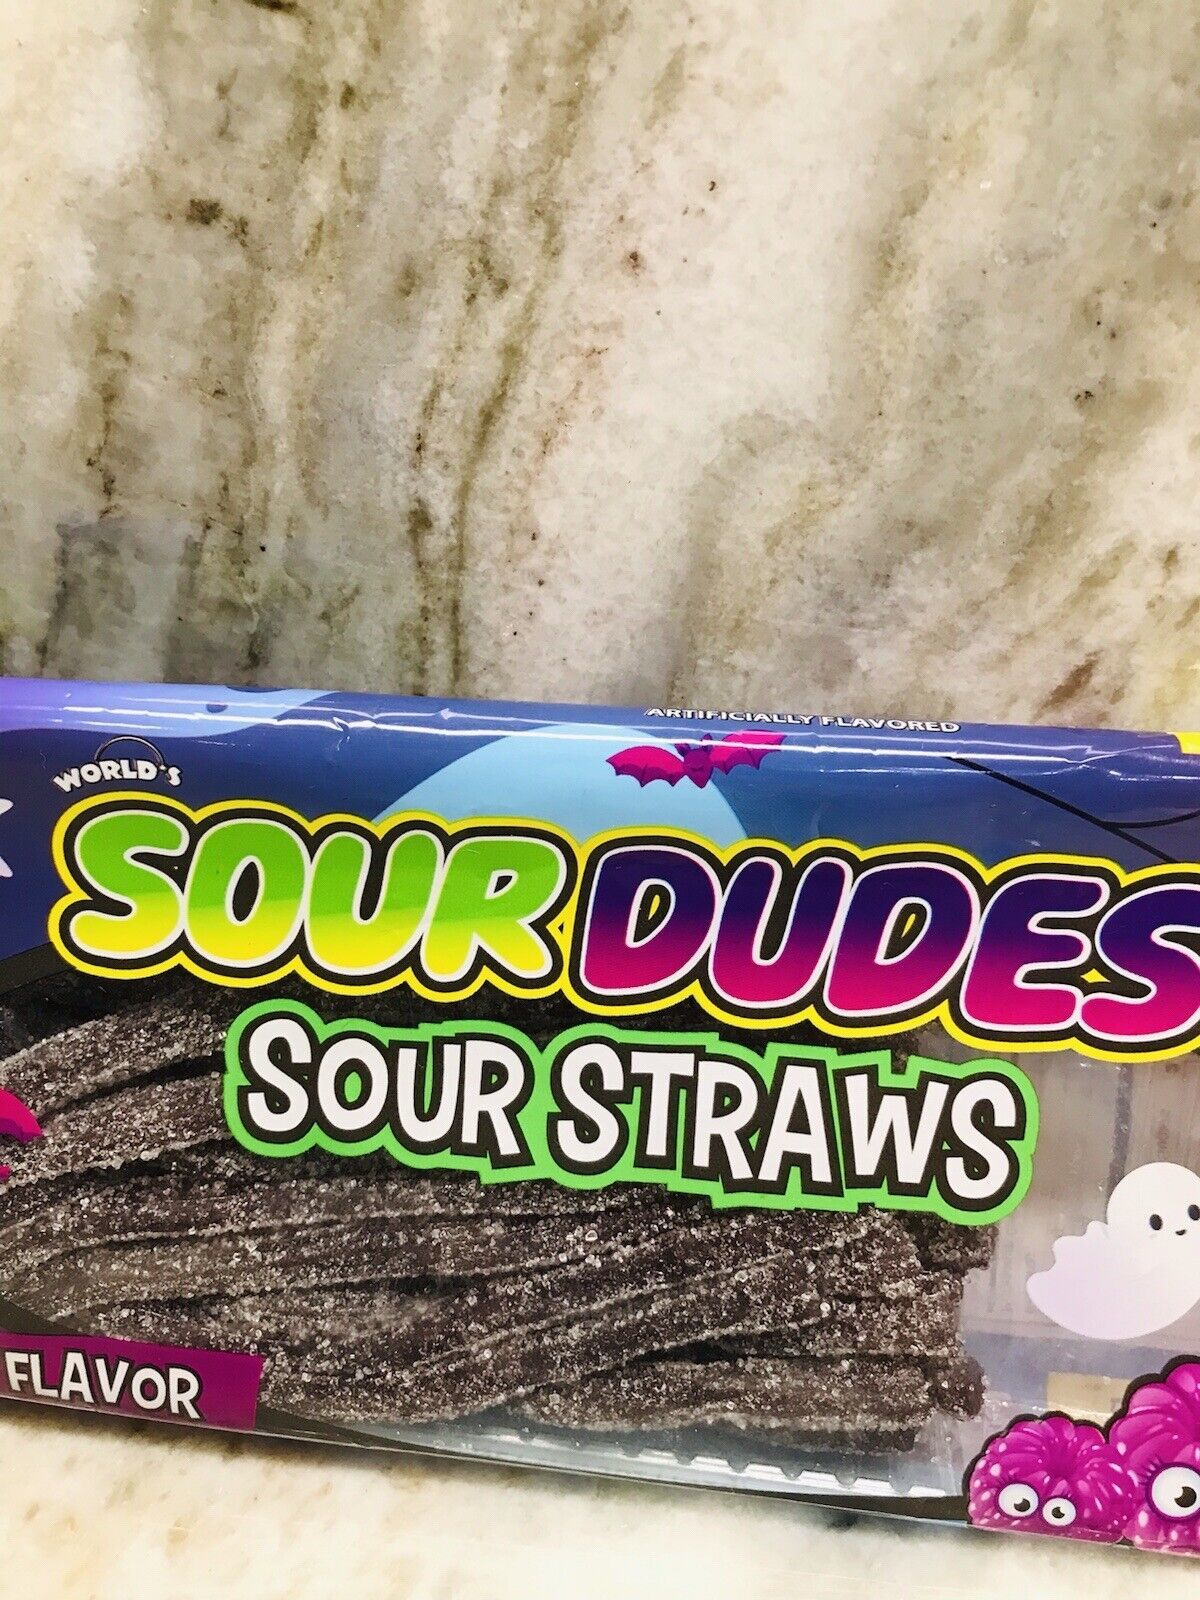 ARTIFICIALLY FLAVORED
WORLD'S
SOUR DUDES
SOUR STRAWS
FLAVOR